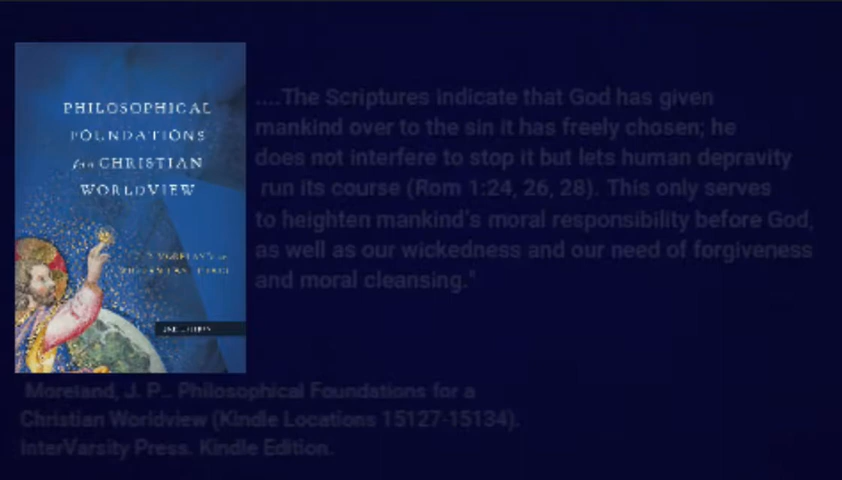 PHILOSOPHICAL
FOUNDATIONS
for a CHRISTIAN
WORLDVIEW
....The Scriptures indicate that God has given
mankind over to the sin it has freely chosen; he
does not interfere to stop it but lets human depravity
run its course (Rom 1:24, 26, 28). This only serves
to heighten mankind's moral responsibility before God,
as well as our wickedness and our need of forgiveness
and moral cleansing."
Moreland, J. P.. Philosophical Foundations for a
Christian Worldview (Kindle Locations 15127-15134).
InterVarsity Press. Kindle Edition.